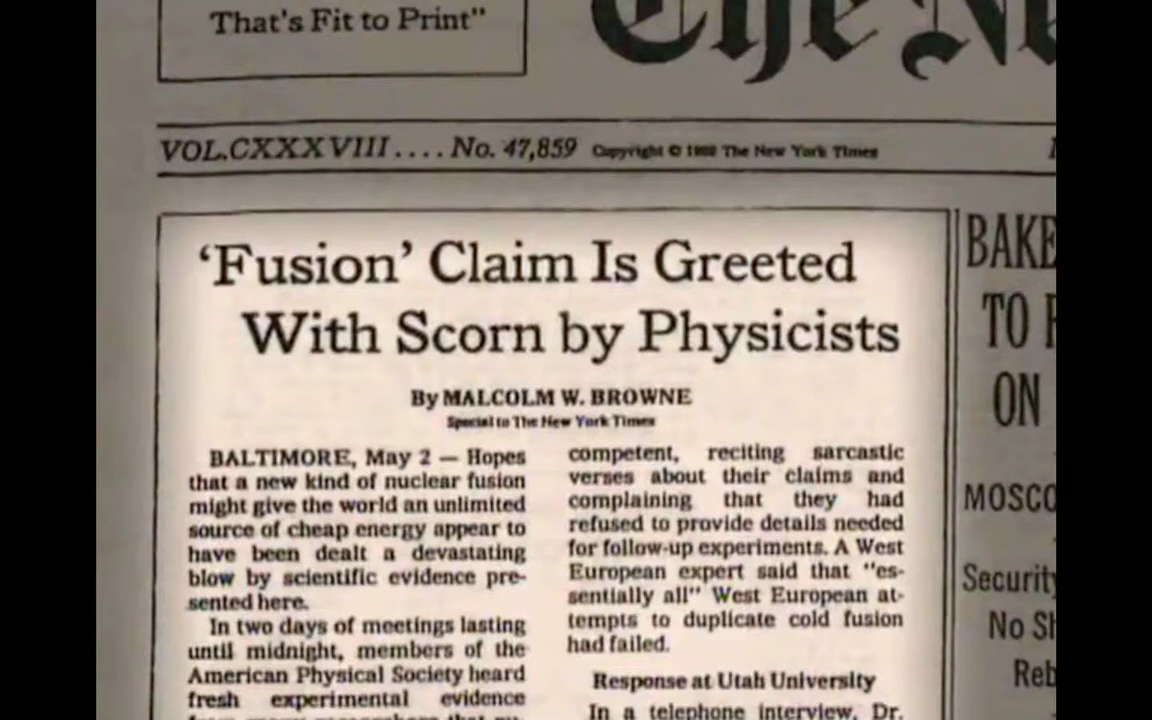 That's Fit to Print"
The Ne
VOL.CXXXVIII.... No. 47,859 Copyright © The New York Times
'Fusion' Claim Is Greeted
With Scorn by Physicists
By MALCOLM W. BROWNE
Special to The New York Times
BALTIMORE, May 2 — Hopes
that a new kind of nuclear fusion
might give the world an unlimited
source of cheap energy appear to
have been dealt a devastating
blow by scientific evidence pre-
sented here.
In two days of meetings lasting
until midnight, members of the
American Physical Society heard
fresh experimental evidence
competent, reciting sarcastic
verses about their claims and
complaining that they had
refused to provide details needed
for follow-up experiments. A West
European expert said that "es-
sentially all" West European at-
tempts to duplicate cold fusion
had failed.
Response at Utah University
In a telephone interview, Dr.
BAKE
TO
ON
MOSCO
Security
No Sh
Reb